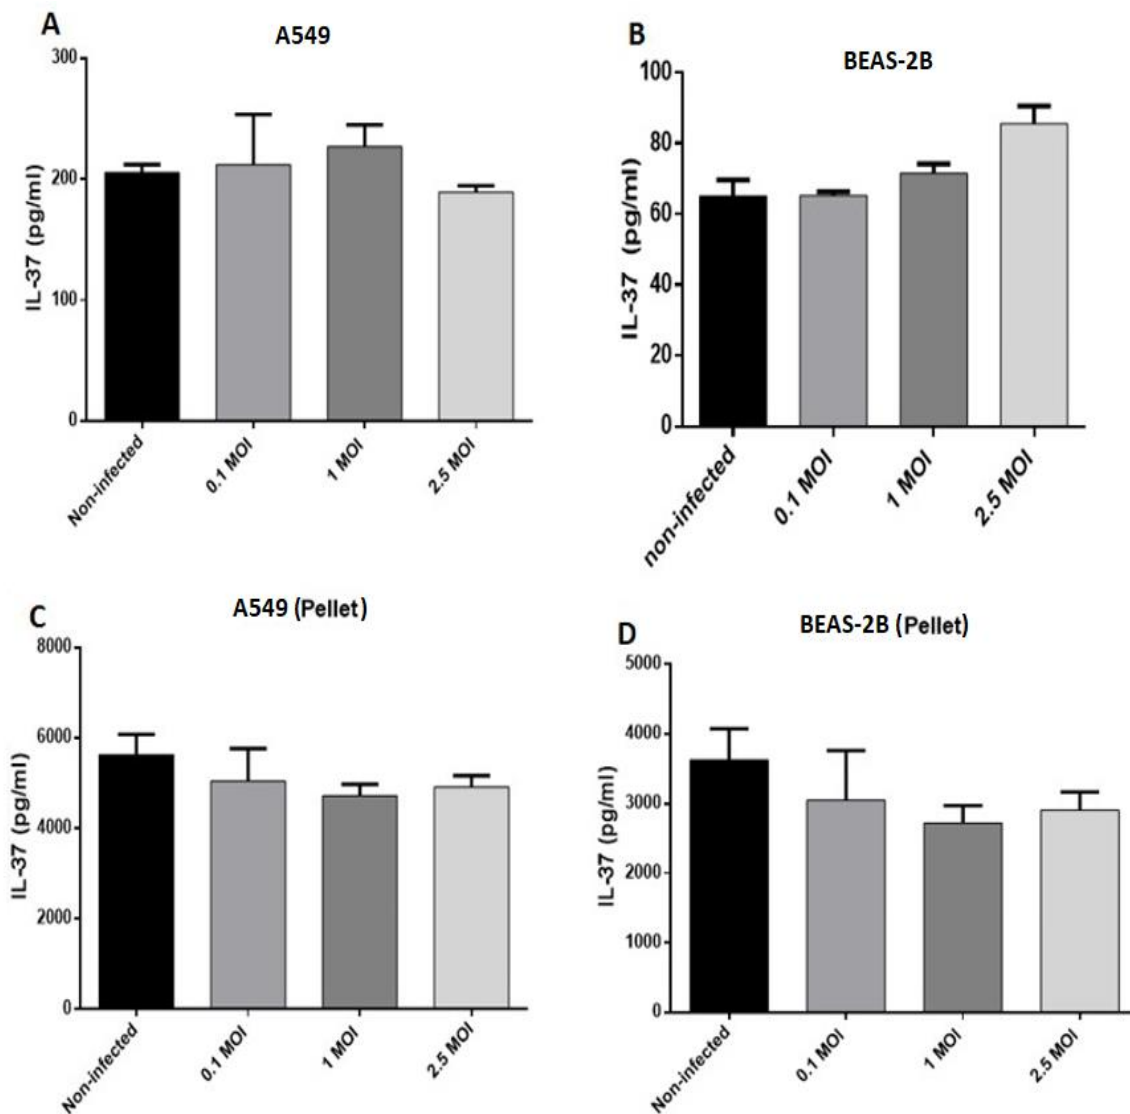 A
A549
300
200
100
0
IL-37 (pg/ml)
Non-infected
0.1 MOI
1 MOI
2.5 MOI
B
BEAS-2B
100
80
60
40
20
0
IL-37 (pg/ml)
non-infected
0.1 MOI
1 MOI
2.5 MOI
C
A549 (Pellet)
8000
6000
4000
2000
0
IL-37 (pg/ml)
Non-infected
0.1 MOI
1 MOI
2.5 MOI
D
BEAS-2B (Pellet)
5000
4000
3000
2000
1000
0
IL-37 (pg/ml)
Non-infected
0.1 MOI
1 MOI
2.5 MOI